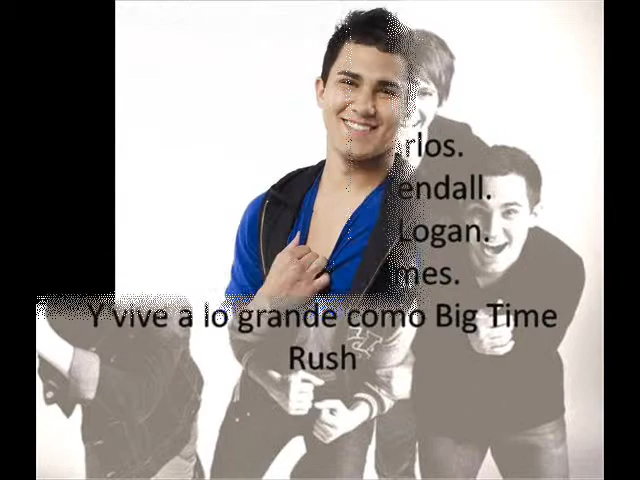 rlos.
endall.
Logan.
mes.
Y vive a lo grande como Big Time
Rush